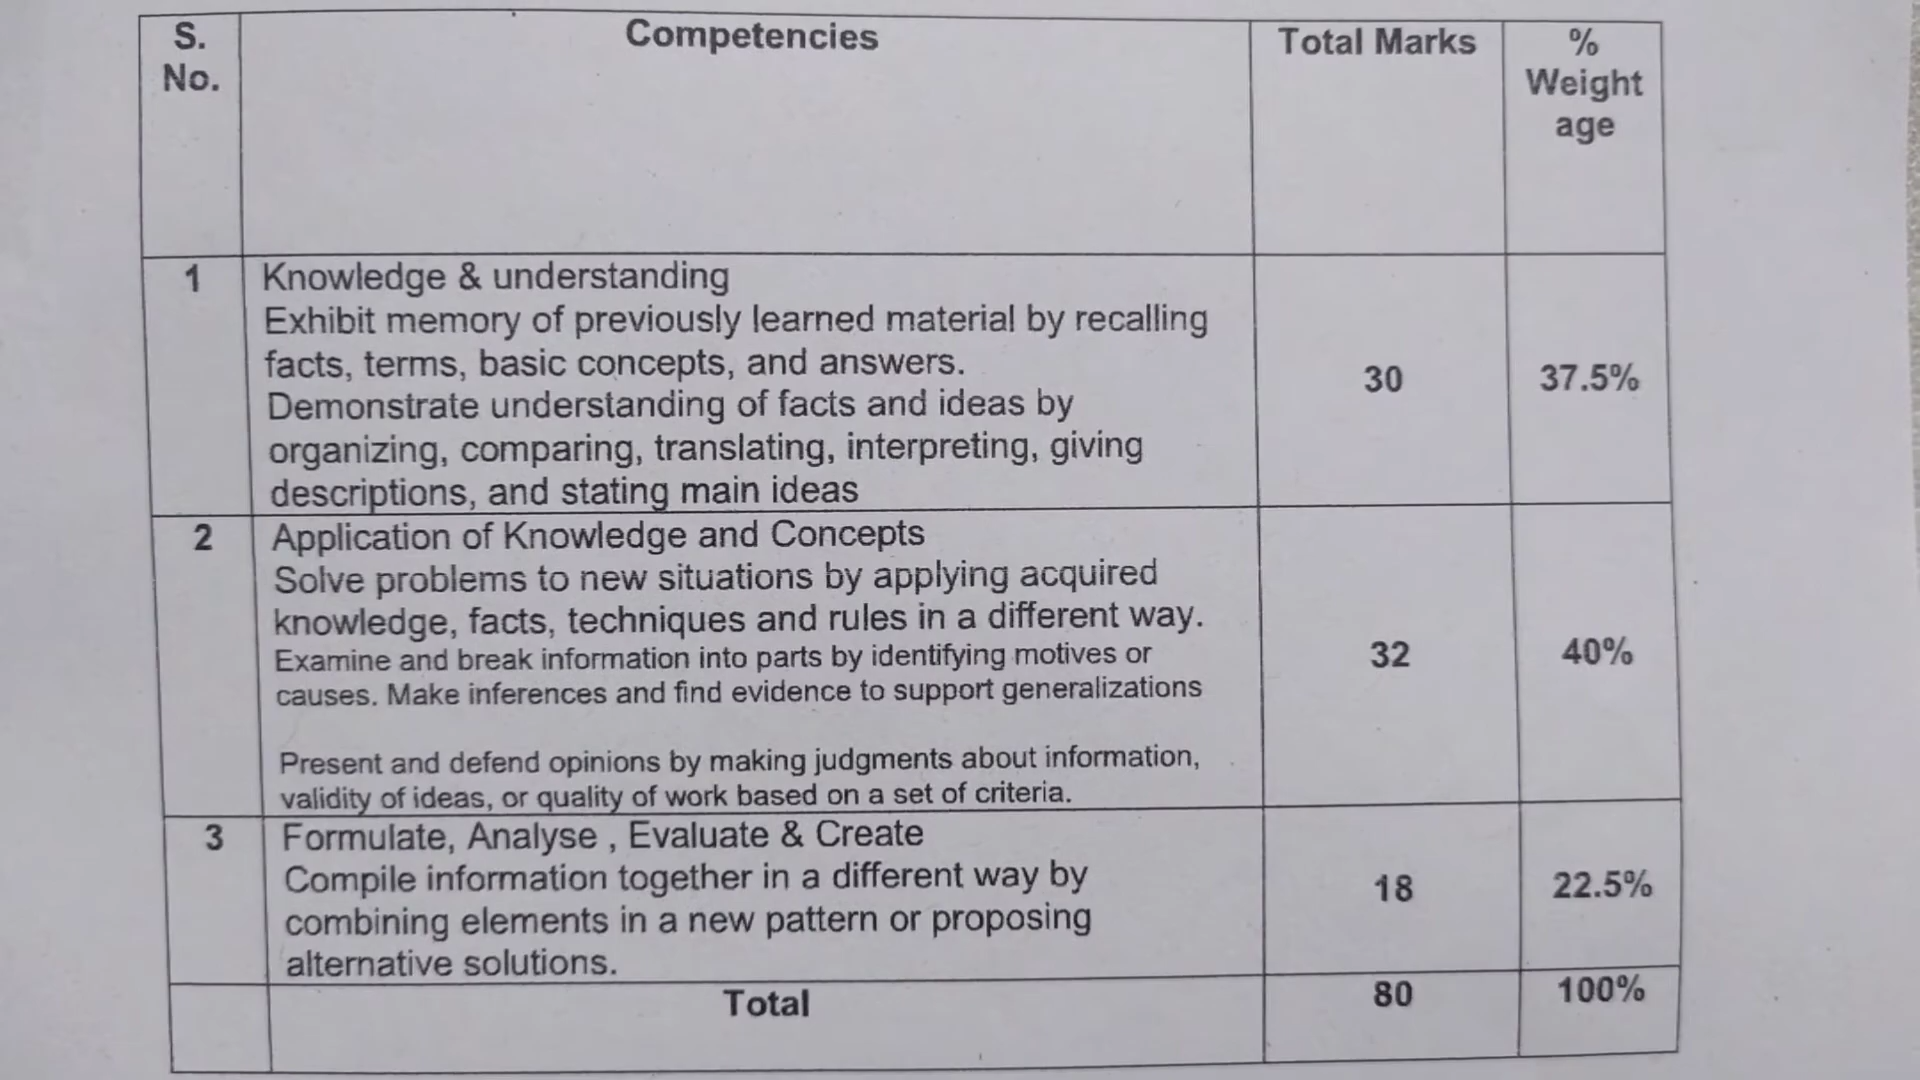 S. No.
Competencies
Total Marks
% Weight age
1
Knowledge & understanding
Exhibit memory of previously learned material by recalling
facts, terms, basic concepts, and answers.
Demonstrate understanding of facts and ideas by
organizing, comparing, translating, interpreting, giving
descriptions, and stating main ideas
30
37.5%
2
Application of Knowledge and Concepts
Solve problems to new situations by applying acquired
knowledge, facts, techniques and rules in a different way.
Examine and break information into parts by identifying motives or
causes. Make inferences and find evidence to support generalizations
Present and defend opinions by making judgments about information,
validity of ideas, or quality of work based on a set of criteria.
32
40%
3
Formulate, Analyse , Evaluate & Create
Compile information together in a different way by
combining elements in a new pattern or proposing
alternative solutions.
18
22.5%
Total
80
100%